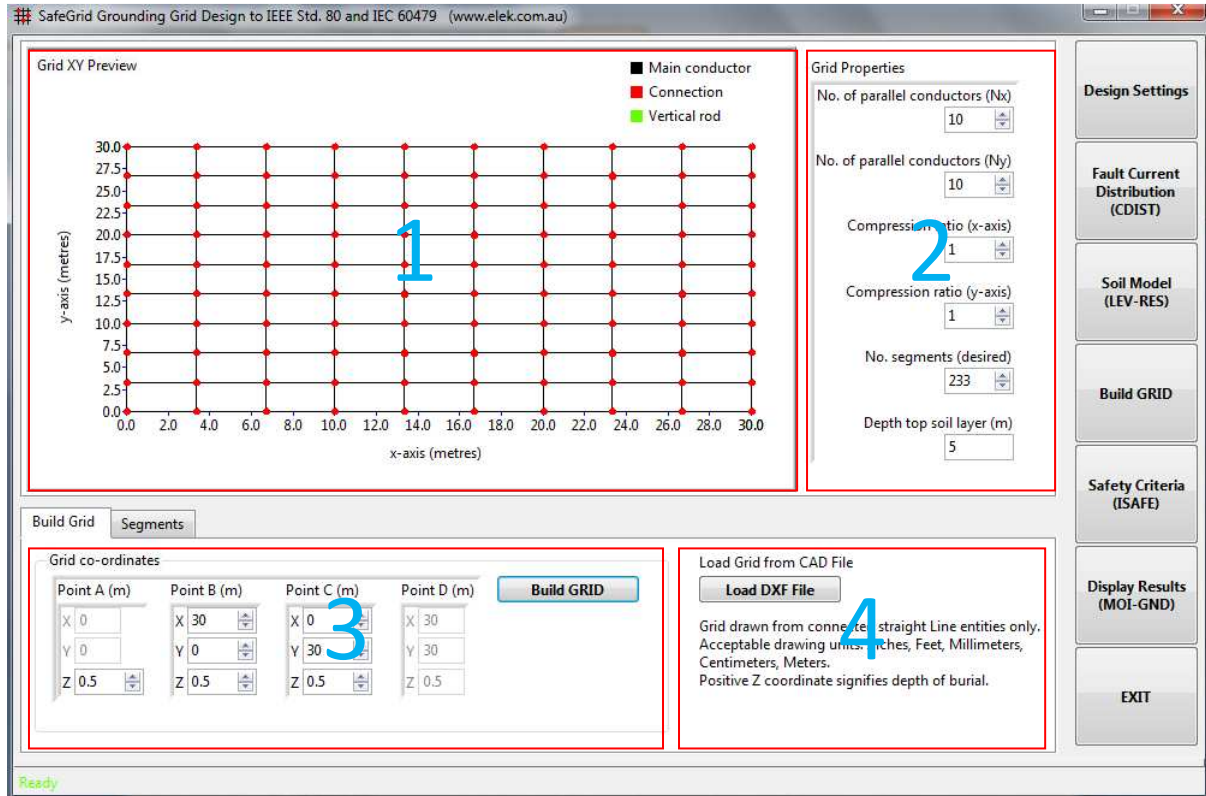 SafeGrid Grounding Grid Design to IEEE Std. 80 and IEC 60479 (www.elek.com.au)
Grid XY Preview
Main conductor
Connection
Vertical rod
30.0
27.5
25.0
22.5
20.0
17.5
15.0
12.5
10.0
7.5
5.0
2.5
0.0
y-axis (metres)
0.0 2.0 4.0 6.0 8.0 10.0 12.0 14.0 16.0 18.0 20.0 22.0 24.0 26.0 28.0 30.0
x-axis (metres)
1
Grid Properties
No. of parallel conductors (Nx)
10
No. of parallel conductors (Ny)
10
Compression ratio (x-axis)
1
2
Compression ratio (y-axis)
1
No. segments (desired)
233
Depth top soil layer (m)
5
Design Settings
Fault Current
Distribution
(CDIST)
Soil Model
(LEV-RES)
Build GRID
Safety Criteria
(ISAFE)
Display Results
(MOI-GND)
EXIT
Build Grid Segments
Grid co-ordinates
Point A (m) Point B (m) Point C (m) Point D (m)
X 0 X 30 X 0 X 30
Y 0 Y 0 Y 30 Y 30
Z 0.5 Z 0.5 Z 0.5 Z 0.5
Build GRID
3
Load Grid from CAD File
Load DXF File
Grid drawn from connected straight Line entities only.
Acceptable drawing units: Inches, Feet, Millimeters,
Centimeters, Meters.
Positive Z coordinate signifies depth of burial.
4
Ready